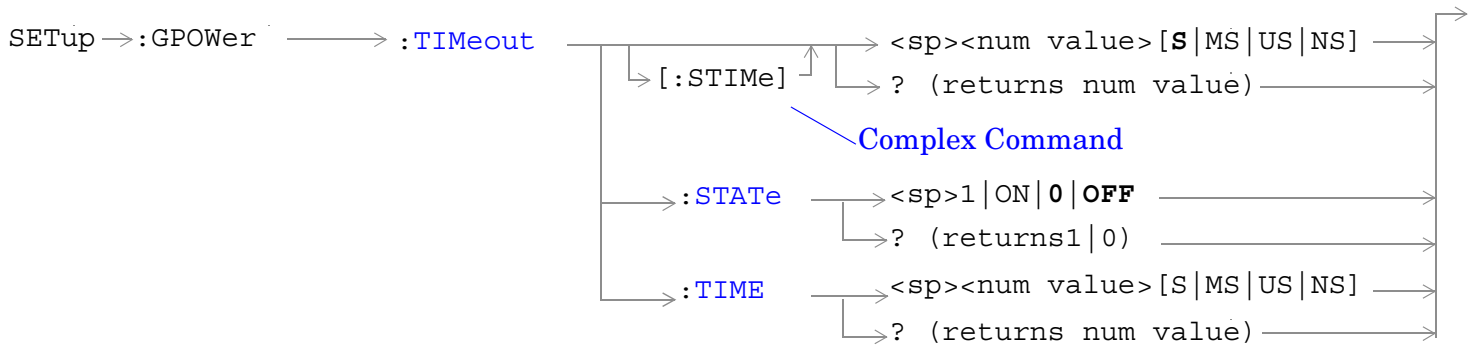 SETup :GPOWer :TIMeout <sp><num value>[S|MS|US|NS]
[:STIMe] ? (returns num value)
Complex Command
:STATe <sp>1|ON|0|OFF
? (returns1|0)
:TIME <sp><num value>[S|MS|US|NS]
? (returns num value)